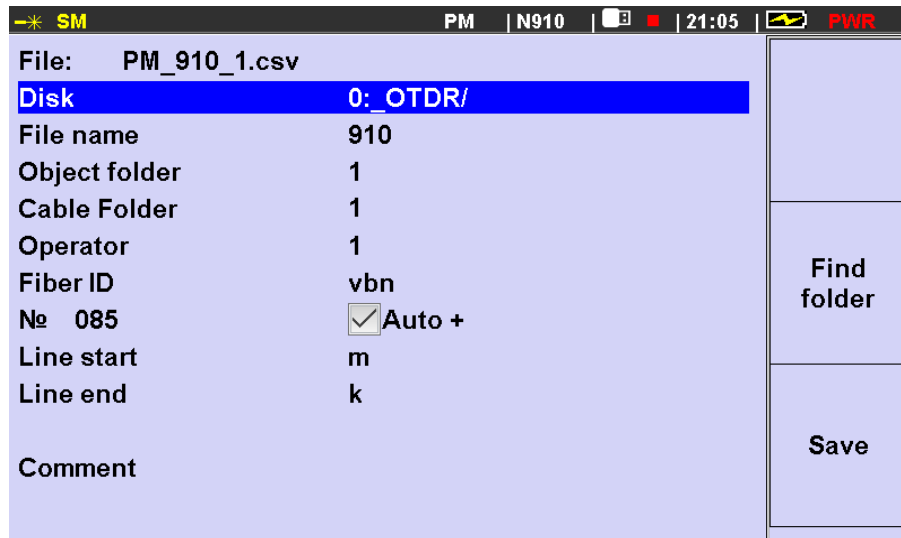 SM PM | N910 | | 21:05 | PWR
File: PM_910_1.csv
Disk 0:_OTDR/
File name 910
Object folder 1
Cable Folder 1
Operator 1
Fiber ID vbn
№ 085 Auto +
Line start m
Line end k
Comment
Find
folder
Save